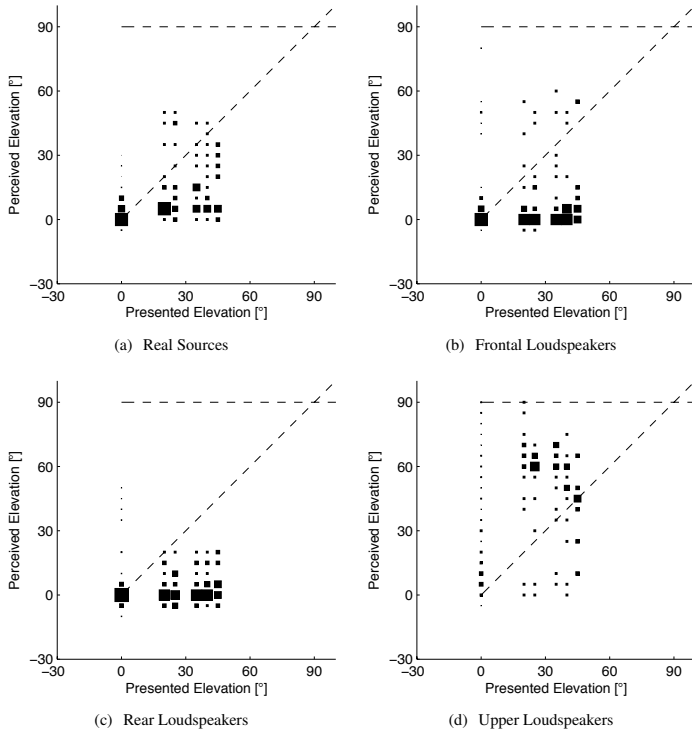 Perceived Elevation [°]
90
60
30
0
−30
−30 0 30 60 90
Presented Elevation [°]
(a) Real Sources
Perceived Elevation [°]
90
60
30
0
−30
−30 0 30 60 90
Presented Elevation [°]
(b) Frontal Loudspeakers
Perceived Elevation [°]
90
60
30
0
−30
−30 0 30 60 90
Presented Elevation [°]
(c) Rear Loudspeakers
Perceived Elevation [°]
90
60
30
0
−30
−30 0 30 60 90
Presented Elevation [°]
(d) Upper Loudspeakers